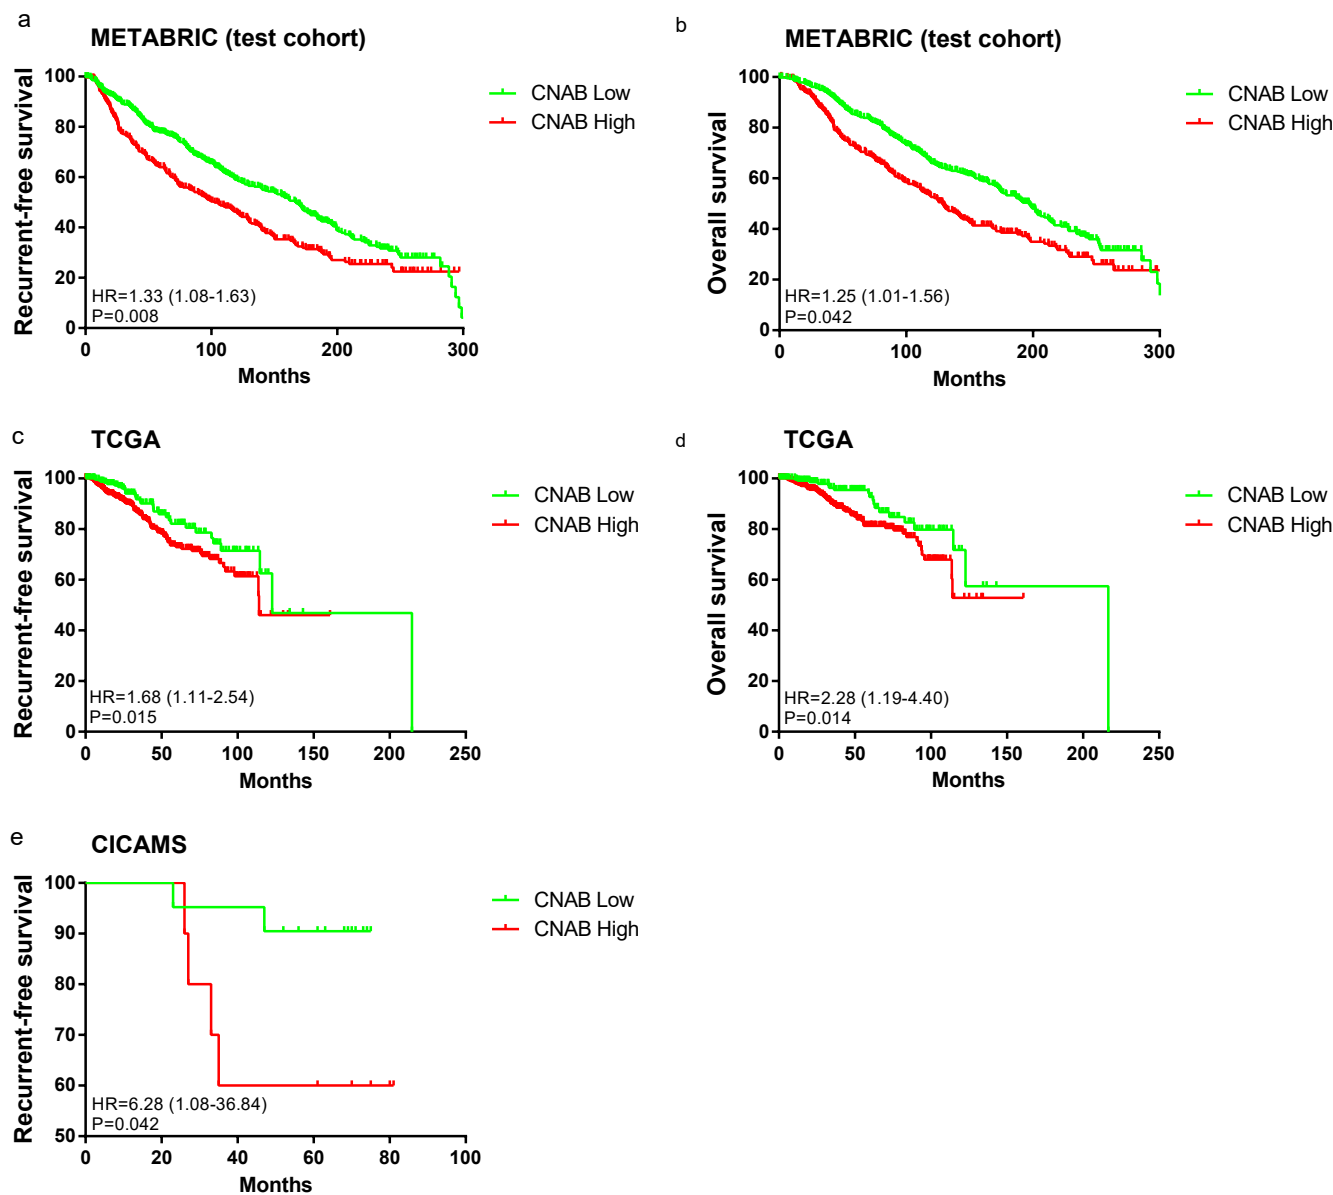 a
METABRIC (test cohort)
Recurrent-free survival
100
80
60
40
20
0
HR=1.33 (1.08-1.63)
P=0.008
0 100 200 300
Months
CNAB Low
CNAB High
b
METABRIC (test cohort)
Overall survival
100
80
60
40
20
0
HR=1.25 (1.01-1.56)
P=0.042
0 100 200 300
Months
CNAB Low
CNAB High
c
TCGA
Recurrent-free survival
100
80
60
40
20
0
HR=1.68 (1.11-2.54)
P=0.015
0 50 100 150 200 250
Months
CNAB Low
CNAB High
d
TCGA
Overall survival
100
80
60
40
20
0
HR=2.28 (1.19-4.40)
P=0.014
0 50 100 150 200 250
Months
CNAB Low
CNAB High
e
CICAMS
Recurrent-free survival
100
90
80
70
60
50
HR=6.28 (1.08-36.84)
P=0.042
0 20 40 60 80 100
Months
CNAB Low
CNAB High